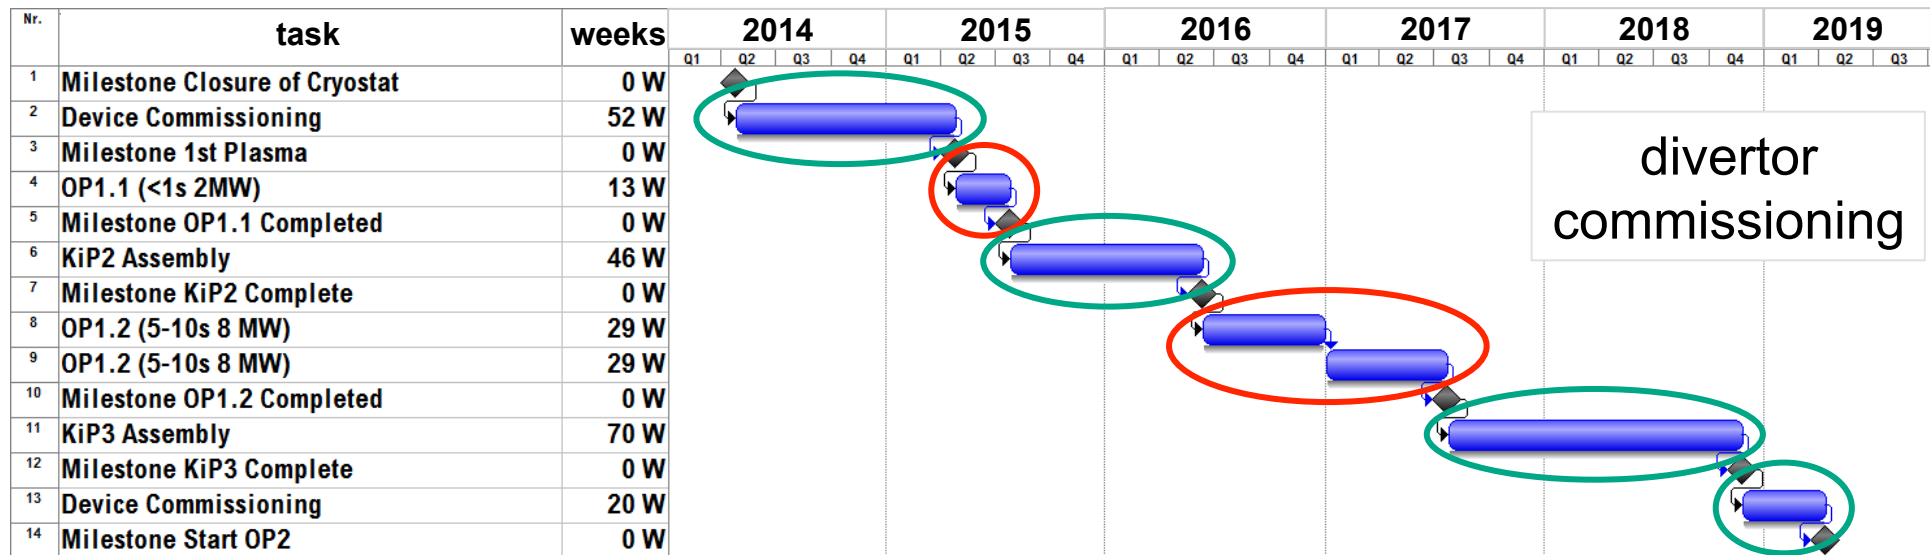 Nr. task weeks 2014 2015 2016 2017 2018 2019
Q1 Q2 Q3 Q4 Q1 Q2 Q3 Q4 Q1 Q2 Q3 Q4 Q1 Q2 Q3 Q4 Q1 Q2 Q3 Q4 Q1 Q2 Q3
1 Milestone Closure of Cryostat 0 W
2 Device Commissioning 52 W
3 Milestone 1st Plasma 0 W
4 OP1.1 (<1s 2MW) 13 W
5 Milestone OP1.1 Completed 0 W
6 KiP2 Assembly 46 W
7 Milestone KiP2 Complete 0 W
8 OP1.2 (5-10s 8 MW) 29 W
9 OP1.2 (5-10s 8 MW) 29 W
10 Milestone OP1.2 Completed 0 W
11 KiP3 Assembly 70 W
12 Milestone KiP3 Complete 0 W
13 Device Commissioning 20 W
14 Milestone Start OP2 0 W
divertor
commissioning